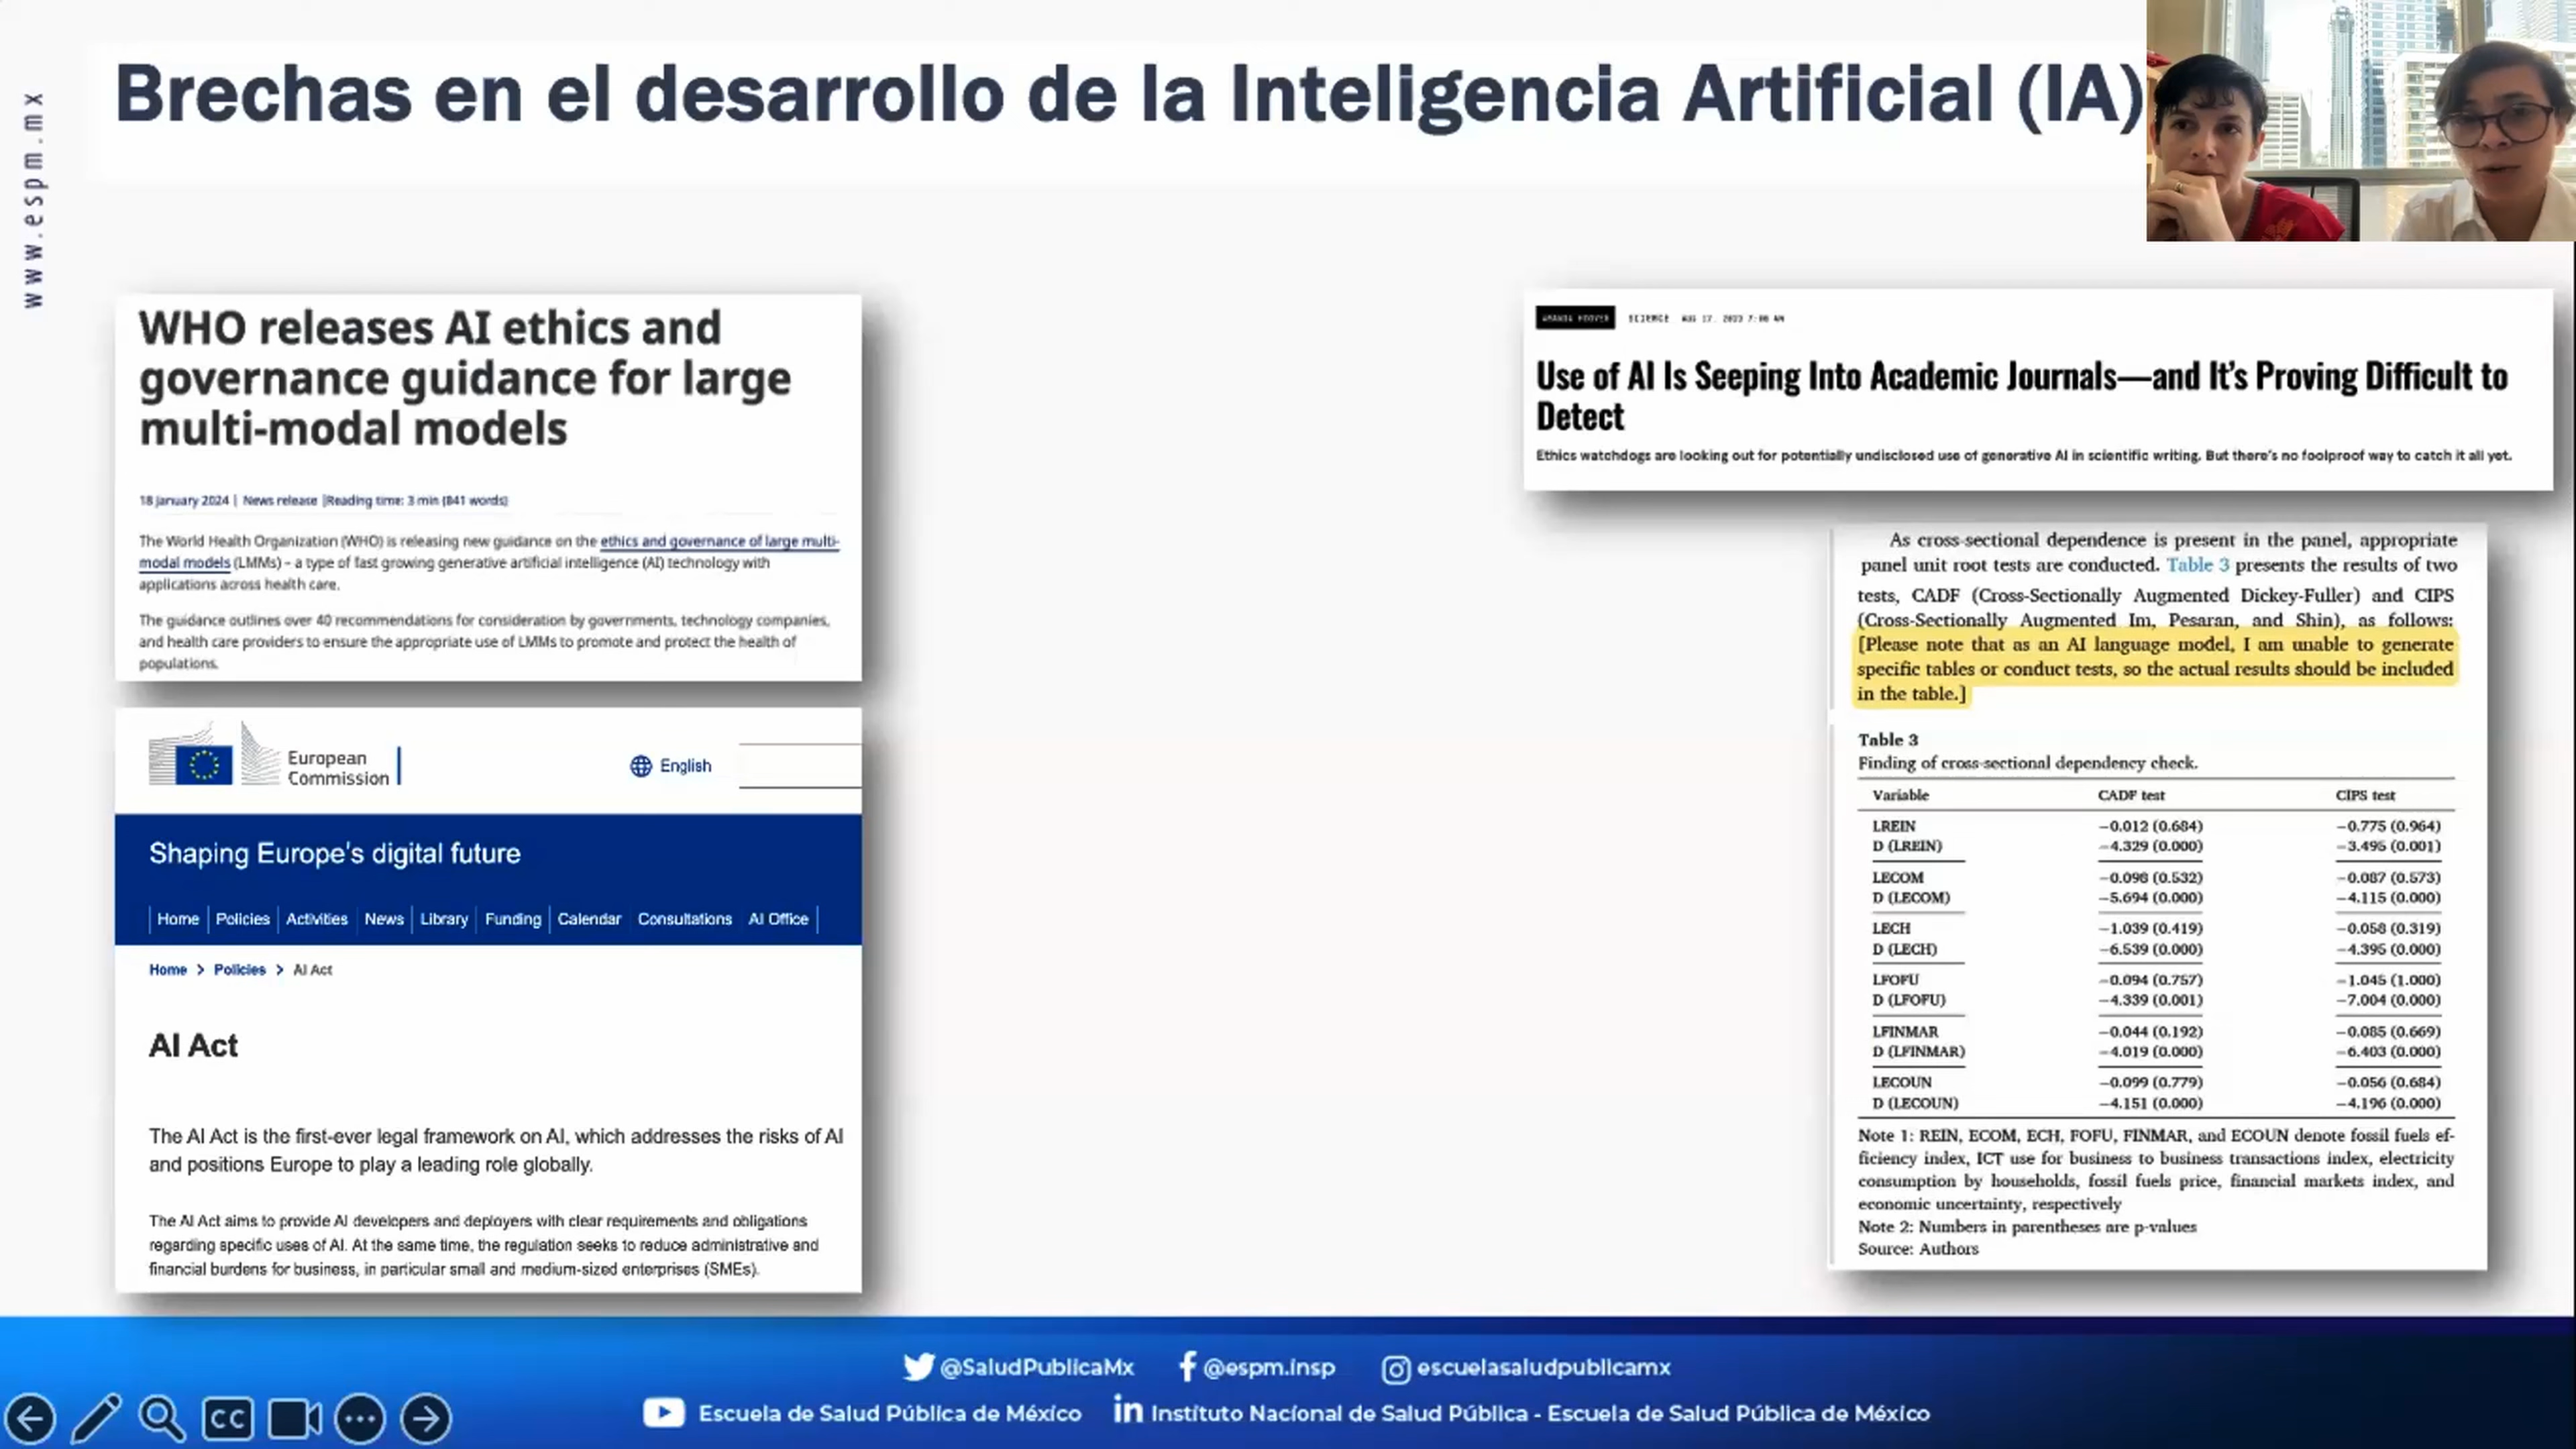 www.espm.mx
Brechas en el desarrollo de la Inteligencia Artificial (IA)
WHO releases AI ethics and
governance guidance for large
multi-modal models
18 January 2024 | News release |Reading time: 3 min (841 words)
The World Health Organization (WHO) is releasing new guidance on the ethics and governance of large multi-
modal models (LMMs) – a type of fast growing generative artificial intelligence (AI) technology with
applications across health care.
The guidance outlines over 40 recommendations for consideration by governments, technology companies,
and health care providers to ensure the appropriate use of LMMs to promote and protect the health of
populations.
European
Commission
English
Shaping Europe's digital future
Home Policies Activities News Library Funding Calendar Consultations AI Office
Home > Policies > AI Act
AI Act
The AI Act is the first-ever legal framework on AI, which addresses the risks of AI
and positions Europe to play a leading role globally.
The AI Act aims to provide AI developers and deployers with clear requirements and obligations
regarding specific uses of AI. At the same time, the regulation seeks to reduce administrative and
financial burdens for business, in particular small and medium-sized enterprises (SMEs).
AMANDA HOOVER SCIENCE AUG 17, 2023 7:00 AM
Use of AI Is Seeping Into Academic Journals—and It's Proving Difficult to
Detect
Ethics watchdogs are looking out for potentially undisclosed use of generative AI in scientific writing. But there's no foolproof way to catch it all yet.
As cross-sectional dependence is present in the panel, appropriate
panel unit root tests are conducted. Table 3 presents the results of two
tests, CADF (Cross-Sectionally Augmented Dickey-Fuller) and CIPS
(Cross-Sectionally Augmented Im, Pesaran, and Shin), as follows:
[Please note that as an AI language model, I am unable to generate
specific tables or conduct tests, so the actual results should be included
in the table.]
Table 3
Finding of cross-sectional dependency check.
Variable CADF test CIPS test
LREIN −0.012 (0.684) −0.775 (0.964)
D (LREIN) −4.329 (0.000) −3.495 (0.001)
LECOM −0.098 (0.532) −0.087 (0.573)
D (LECOM) −5.694 (0.000) −4.115 (0.000)
LECH −1.039 (0.419) −0.058 (0.319)
D (LECH) −6.539 (0.000) −4.395 (0.000)
LFOFU −0.094 (0.757) −1.045 (1.000)
D (LFOFU) −4.339 (0.001) −7.004 (0.000)
LFINMAR −0.044 (0.192) −0.085 (0.669)
D (LFINMAR) −4.019 (0.000) −6.403 (0.000)
LECOUN −0.099 (0.779) −0.056 (0.684)
D (LECOUN) −4.151 (0.000) −4.196 (0.000)
Note 1: REIN, ECOM, ECH, FOFU, FINMAR, and ECOUN denote fossil fuels ef-
ficiency index, ICT use for business to business transactions index, electricity
consumption by households, fossil fuels price, financial markets index, and
economic uncertainty, respectively
Note 2: Numbers in parentheses are p-values
Source: Authors
@SaludPublicaMx @espm.insp escuelasaludpublicamx
Escuela de Salud Pública de México in Instituto Nacional de Salud Pública - Escuela de Salud Pública de México
CC